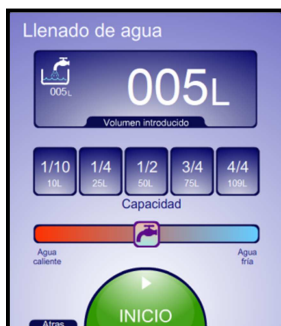 Llenado de agua
005L
005L
Volumen introducido
1/10 1/4 1/2 3/4 4/4
10L 25L 50L 75L 109L
Capacidad
Agua caliente
Agua fría
INICIO
Atras